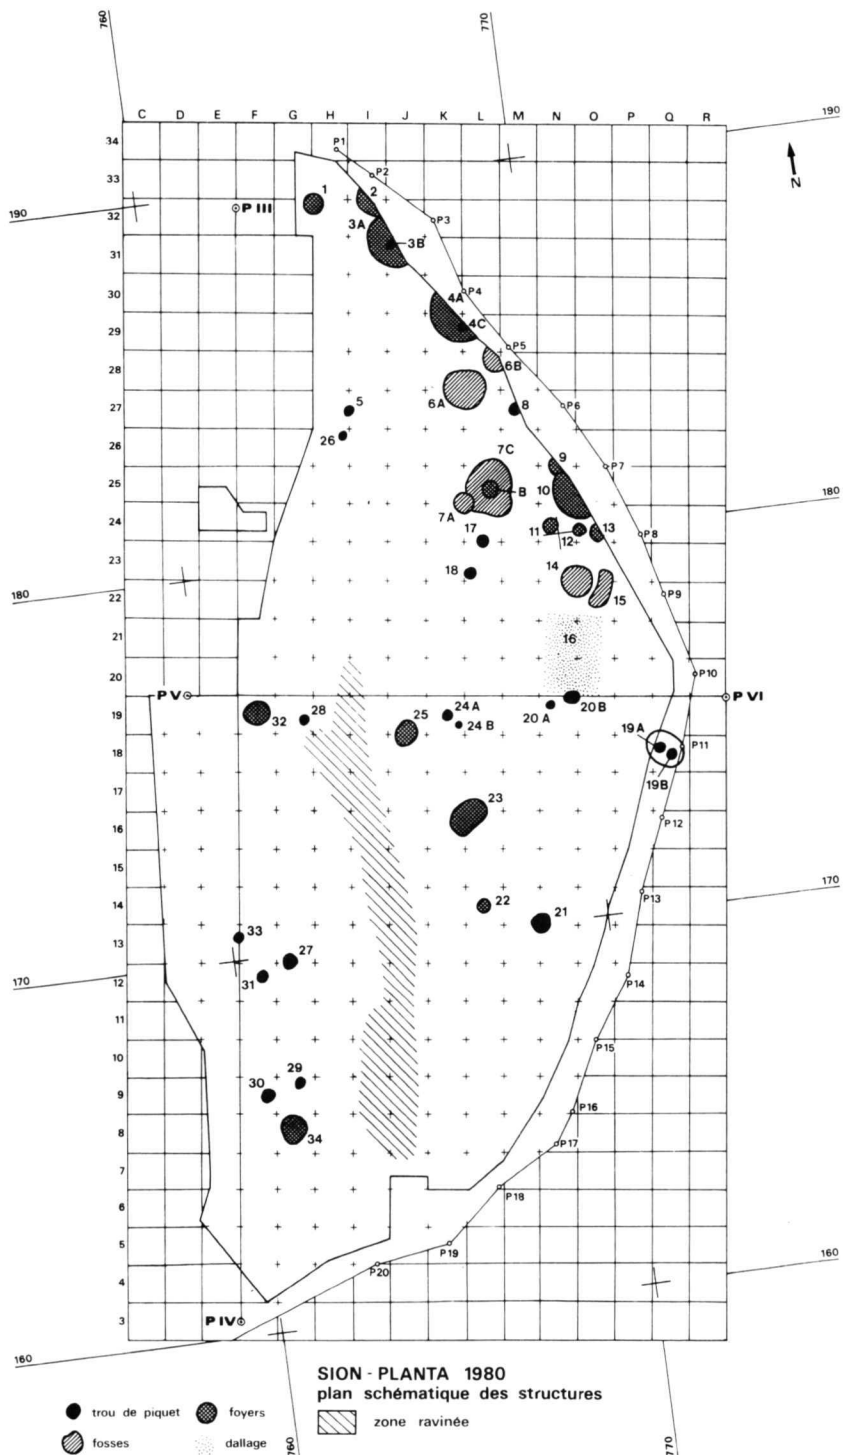 760
770
C D E F G H I J K L M N O P Q R
190
34 P1
33 P2
N
190 P III 32 1 2 P3
3A 3B
31
30 4A P4
29 4C P5
28 6B
27 5 6A 8 P6
26 26 7C 9 P7
25 B 10
180
24 7A 17 11 12 13 P8
23 18 14 P9
180 22 15
21 16
20 P10
P V P VI
19 32 28 25 24 A 24 B 20 A 20 B 19A P11
18 19B
17 23 P12
16
15 P13
170
14 22 21
13 33 27
170 12 31 P14
11
10 P15
9 30 29 P16
8 34 P17
7
6 P18
5 P19
160
4 P20
3 P IV
160
SION - PLANTA 1980
plan schématique des structures
trou de piquet foyers zone ravinée
fosses dallage
760
770